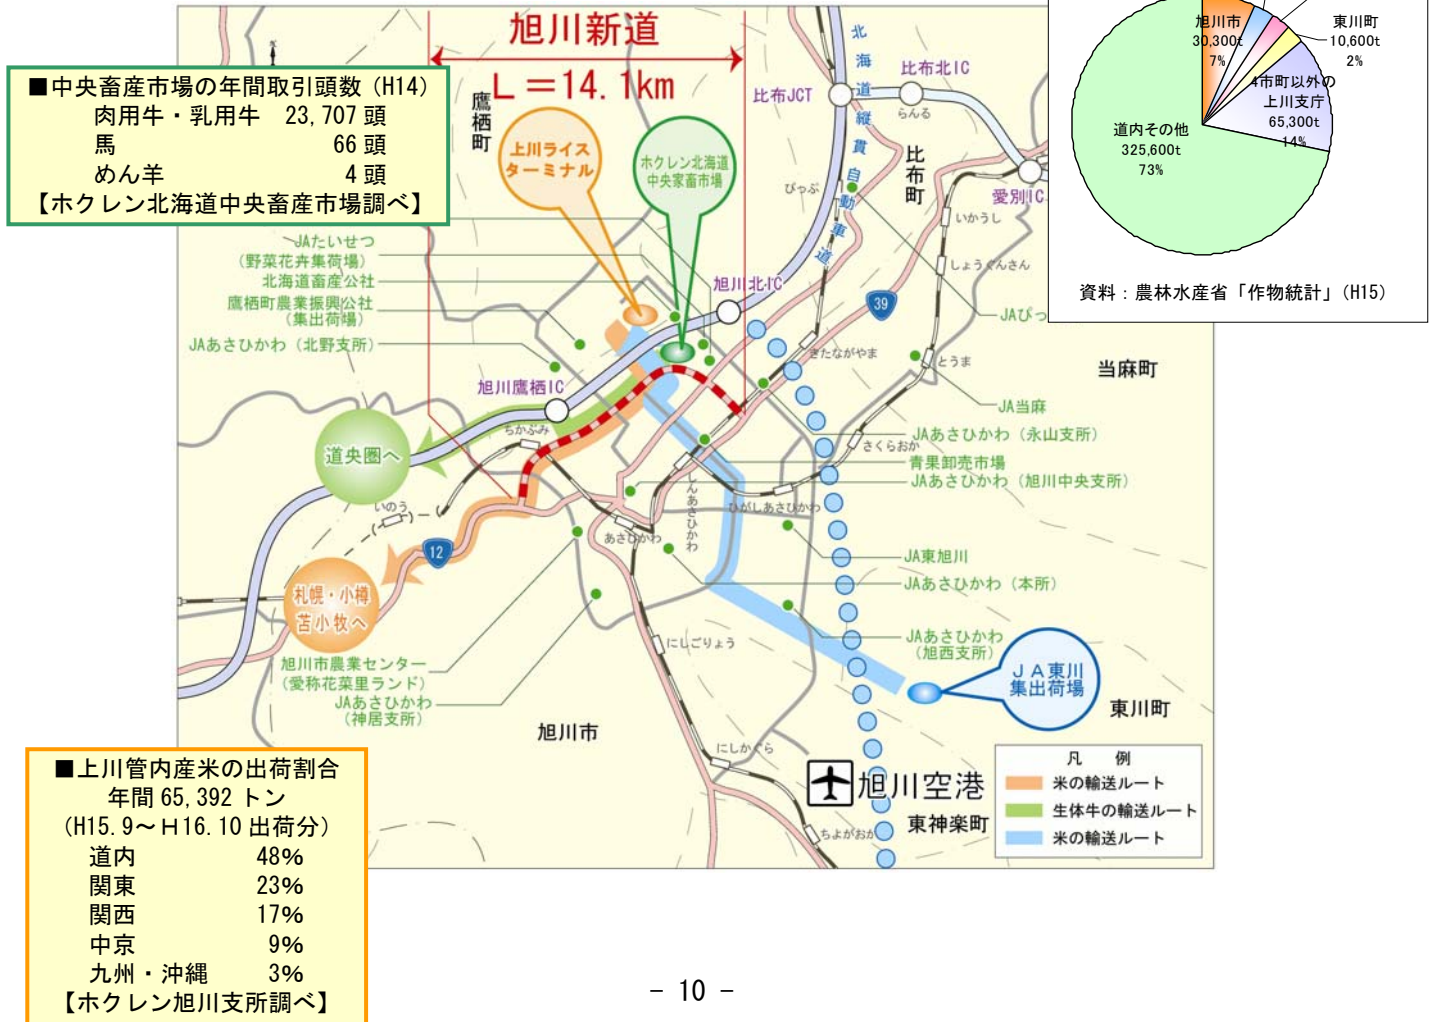 旭川新道
L=14.1km
■中央畜産市場の年間取引頭数(H14)
肉用牛・乳用牛 23,707頭
馬 66頭
めん羊 4頭
【ホクレン北海道中央畜産市場調べ】
鷹栖町
上川ライス
ターミナル
ホクレン北海道
中央家畜市場
北海道縦貫自動車道
比布JCT
比布北IC
らんる
比布町
ぴっぷ
愛別IC
いかうし
しょうぐんさん
旭川市
30,300t
7%
東川町
10,600t
2%
4市町以外の
上川支庁
65,300t
14%
道内その他
325,600t
73%
資料:農林水産省「作物統計」(H15)
JAたいせつ
(野菜花卉集荷場)
北海道畜産公社
鷹栖町農業振興公社
(集出荷場)
JAあさひかわ(北野支所)
旭川北IC
39
JAぴっ
きたながやま
とうま
当麻町
旭川鷹栖IC
JA当麻
ちかぶみ
道央圏へ
JAあさひかわ(永山支所)
さくらおか
青果卸売市場
JAあさひかわ(旭川中央支所)
しんあさひかわ
ひがしあさひかわ
いのう
あさひかわ
12
JA東旭川
JAあさひかわ(本所)
札幌・小樽
苫小牧へ
にしごりょう
JAあさひかわ
(旭西支所)
JA東川
集出荷場
旭川市農業センター
(愛称花菜里ランド)
JAあさひかわ
(神居支所)
東川町
旭川市
にしかぐら
旭川空港
東神楽町
ちよがおか
凡例
米の輸送ルート
生体牛の輸送ルート
米の輸送ルート
■上川管内産米の出荷割合
年間65,392トン
(H15.9~H16.10出荷分)
道内 48%
関東 23%
関西 17%
中京 9%
九州・沖縄 3%
【ホクレン旭川支所調べ】
- 10 -